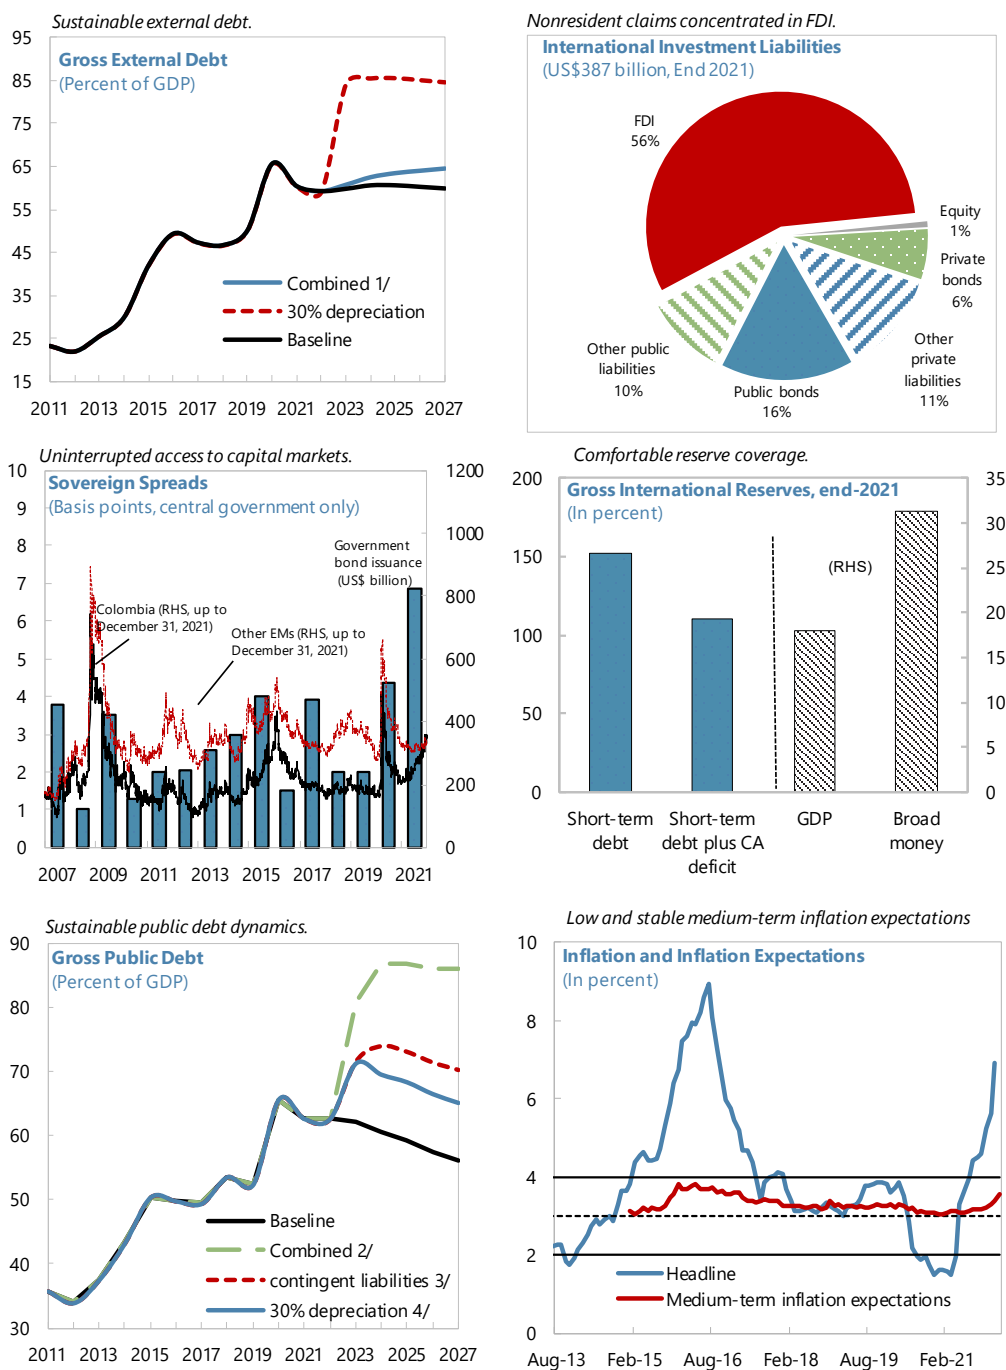 Sustainable external debt.
Gross External Debt
(Percent of GDP)
95
85
75
65
55
45
35
25
15
Combined 1/
30% depreciation
Baseline
2011 2013 2015 2017 2019 2021 2023 2025 2027
Nonresident claims concentrated in FDI.
International Investment Liabilities
(US$387 billion, End 2021)
FDI
56%
Equity
1%
Private
bonds
6%
Other
private
liabilities
11%
Public bonds
16%
Other public
liabilities
10%
Uninterrupted access to capital markets.
Sovereign Spreads
(Basis points, central government only)
10
9
8
7
6
5
4
3
2
1
0
1200
1000
800
600
400
200
0
Government
bond issuance
(US$ billion)
Colombia (RHS, up to
December 31, 2021)
Other EMs (RHS, up to
December 31, 2021)
2007 2009 2011 2013 2015 2017 2019 2021
Comfortable reserve coverage.
Gross International Reserves, end-2021
(In percent)
200
150
100
50
0
35
30
25
20
15
10
5
0
(RHS)
Short-term
debt
Short-term
debt plus CA
deficit
GDP
Broad
money
Sustainable public debt dynamics.
Gross Public Debt
(Percent of GDP)
90
80
70
60
50
40
30
Baseline
Combined 2/
contingent liabilities 3/
30% depreciation 4/
2011 2013 2015 2017 2019 2021 2023 2025 2027
Low and stable medium-term inflation expectations
Inflation and Inflation Expectations
(In percent)
10
8
6
4
2
0
Headline
Medium-term inflation expectations
Aug-13 Feb-15 Aug-16 Feb-18 Aug-19 Feb-21